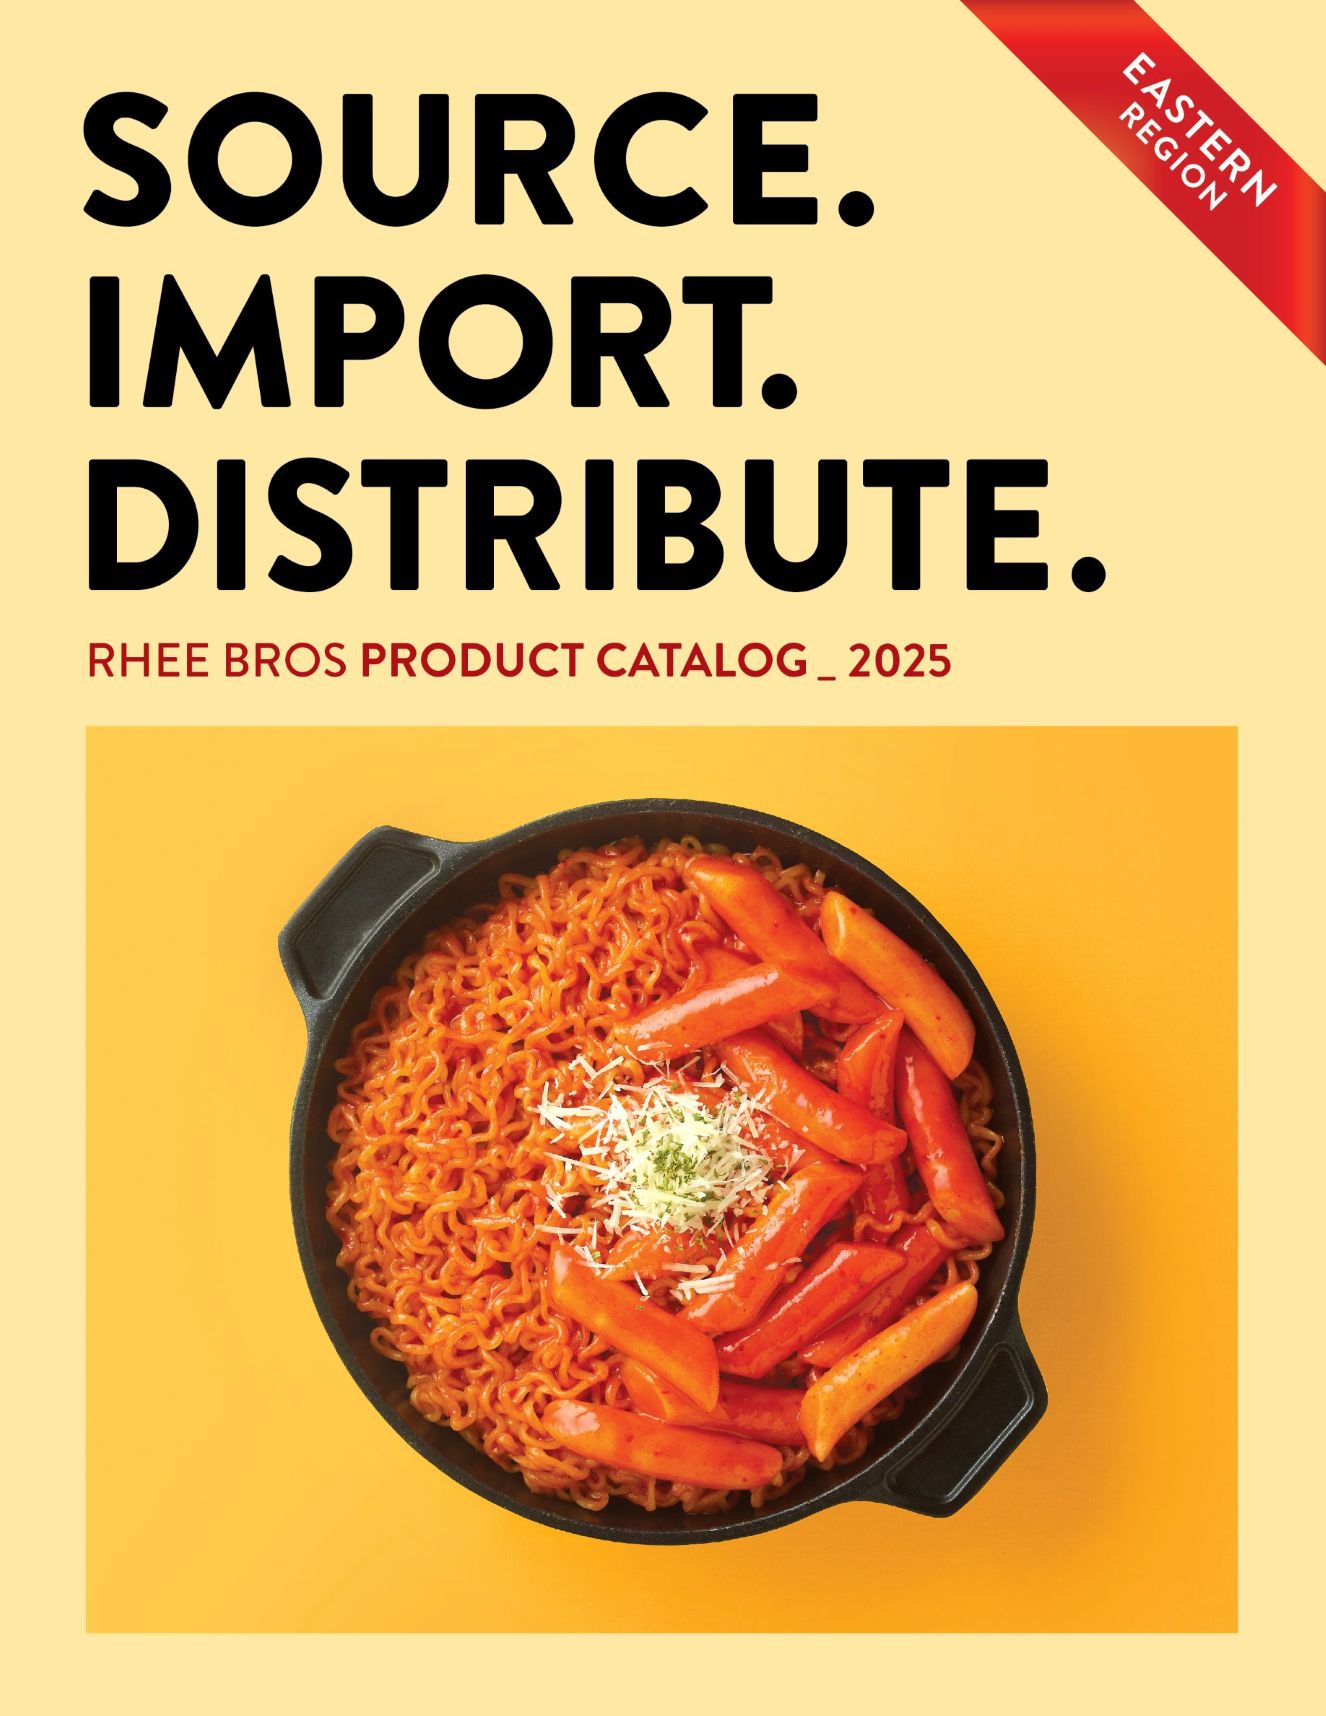 SOURCE.
IMPORT.
DISTRIBUTE.
RHEE BROS PRODUCT CATALOG _ 2025
EASTERN
REGION